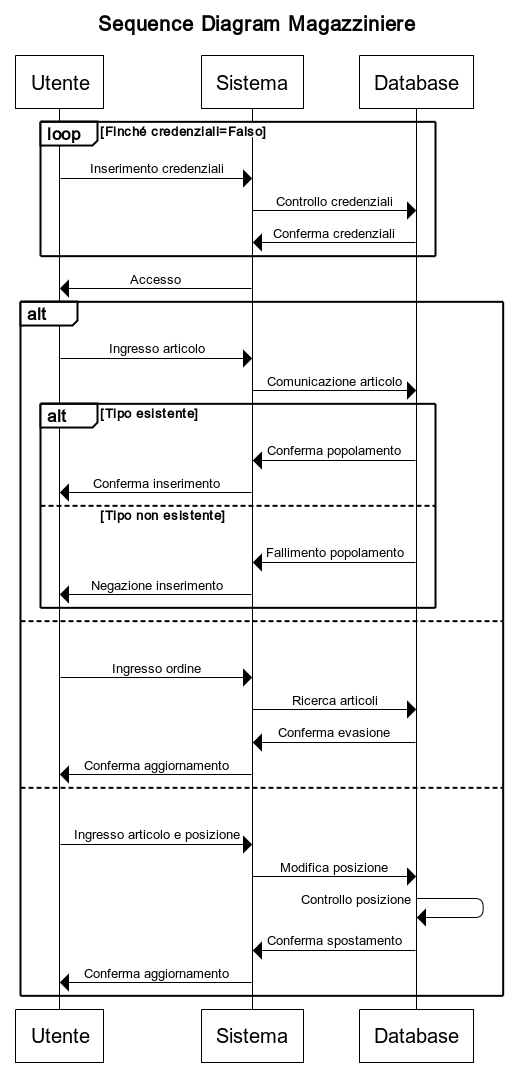 Sequence Diagram Magazziniere
Utente Sistema Database
loop [Finché credenziali=Falso]
Inserimento credenziali
Controllo credenziali
Conferma credenziali
Accesso
alt
Ingresso articolo
Comunicazione articolo
alt [Tipo esistente]
Conferma popolamento
Conferma inserimento
[Tipo non esistente]
Fallimento popolamento
Negazione inserimento
Ingresso ordine
Ricerca articoli
Conferma evasione
Conferma aggiornamento
Ingresso articolo e posizione
Modifica posizione
Controllo posizione
Conferma spostamento
Conferma aggiornamento
Utente Sistema Database